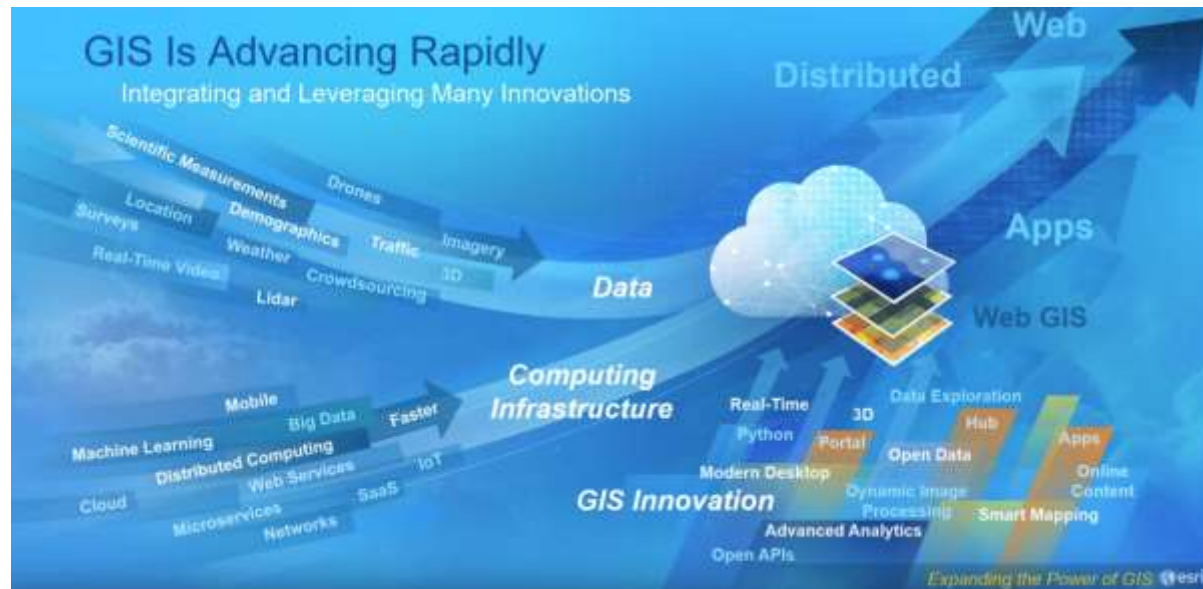 GIS Is Advancing Rapidly
Integrating and Leveraging Many Innovations
Web
Distributed
Apps
Web GIS
Scientific Measurements
Drones
Location
Demographics
Traffic
Imagery
Surveys
Weather
3D
Real-Time Video
Crowdsourcing
Lidar
Data
Computing
Infrastructure
Mobile
Big Data
Faster
Machine Learning
Distributed Computing
Web Services
IoT
Cloud
SaaS
Microservices
Networks
GIS Innovation
Real-Time
3D
Data Exploration
Python
Portal
Hub
Apps
Open Data
Modern Desktop
Online
Content
Dynamic Image
Processing
Smart Mapping
Advanced Analytics
Open APIs
Expanding the Power of GIS
esri